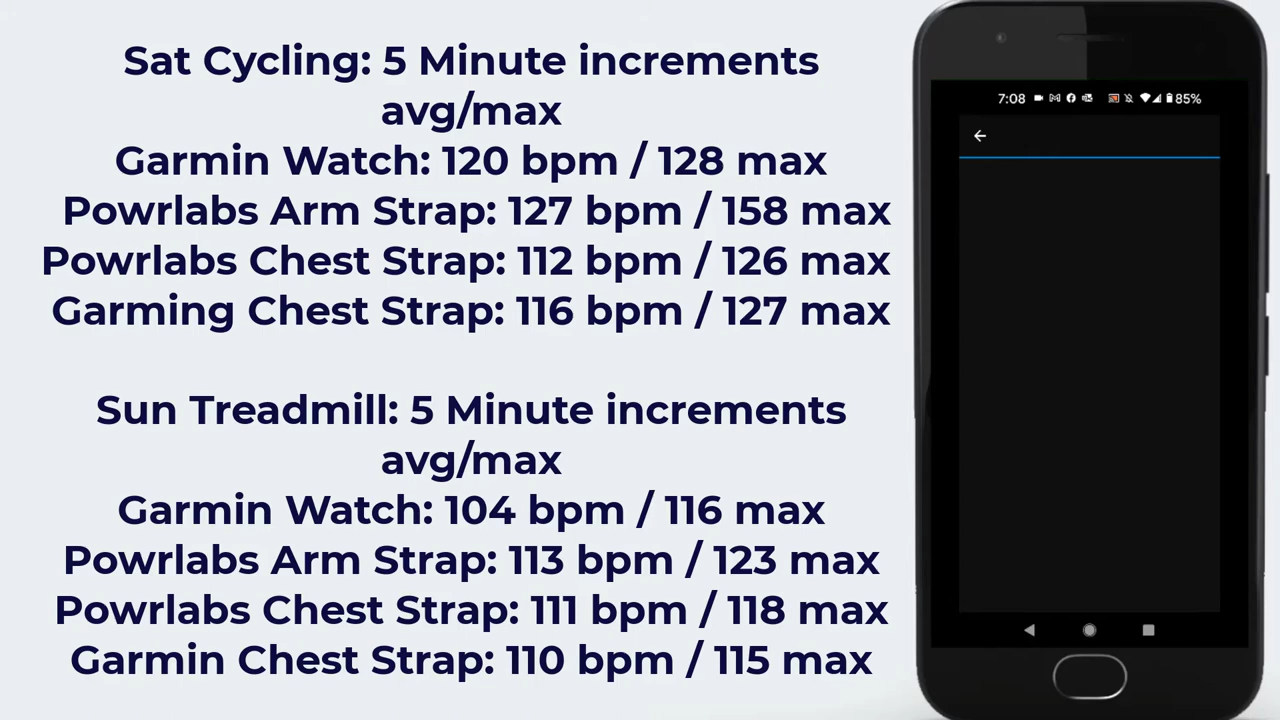 Sat Cycling: 5 Minute increments
avg/max
Garmin Watch: 120 bpm / 128 max
Powrlabs Arm Strap: 127 bpm / 158 max
Powrlabs Chest Strap: 112 bpm / 126 max
Garming Chest Strap: 116 bpm / 127 max
Sun Treadmill: 5 Minute increments
avg/max
Garmin Watch: 104 bpm / 116 max
Powrlabs Arm Strap: 113 bpm / 123 max
Powrlabs Chest Strap: 111 bpm / 118 max
Garmin Chest Strap: 110 bpm / 115 max
7:08 85%